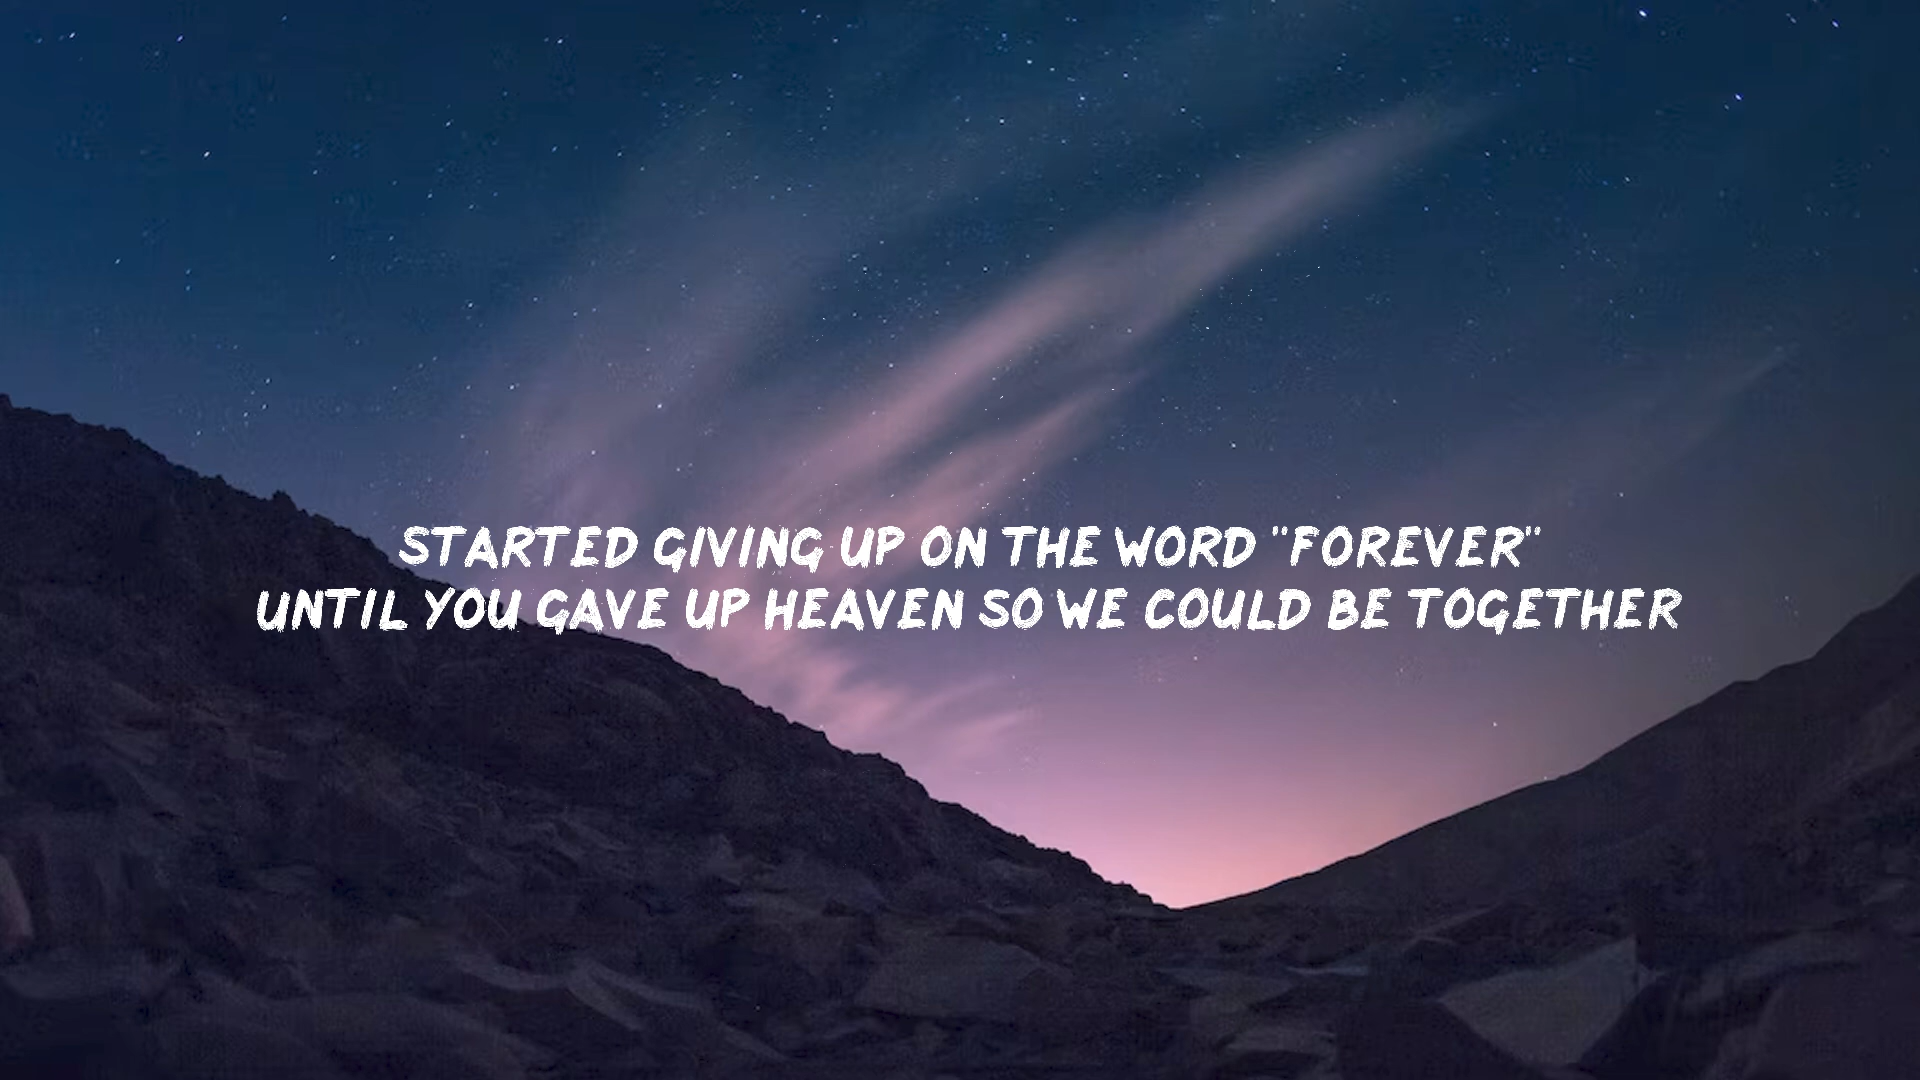 STARTED GIVING UP ON THE WORD "FOREVER"
UNTIL YOU GAVE UP HEAVEN SO WE COULD BE TOGETHER